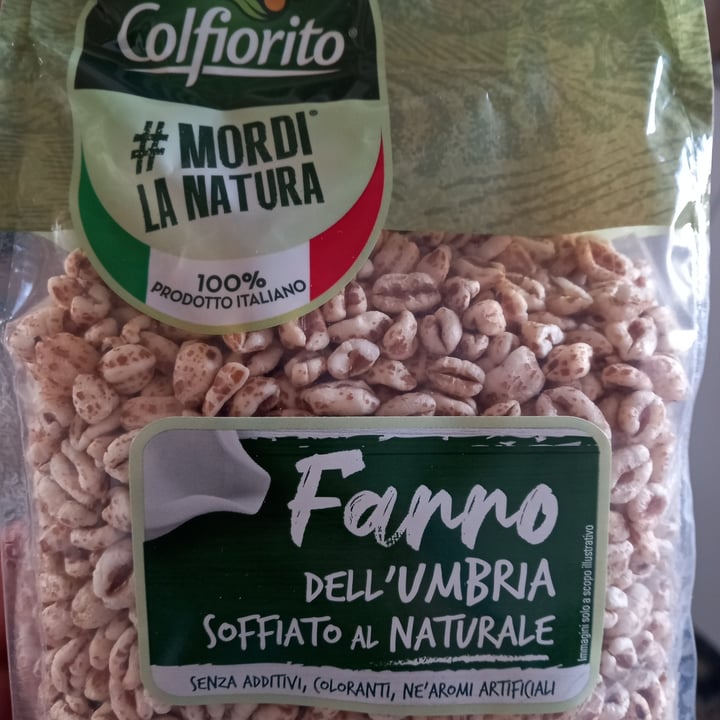 Colfiorito®
# MORDI®
LA NATURA
100%
PRODOTTO ITALIANO
Farro
DELL'UMBRIA
SOFFIATO AL NATURALE
SENZA ADDITIVI, COLORANTI, NE' AROMI ARTIFICIALI
Immagini solo a scopo illustrativo